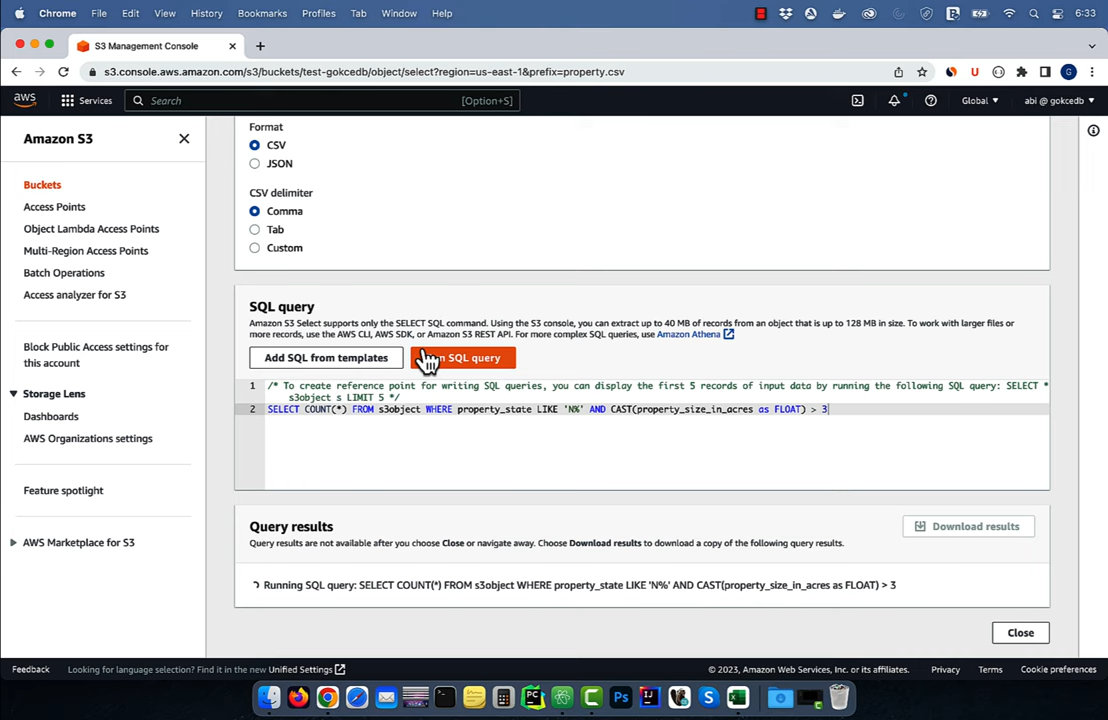 Chrome File Edit View History Bookmarks Profiles Tab Window Help 6:33
S3 Management Console
s3.console.aws.amazon.com/s3/buckets/test-gokcedb/object/select?region=us-east-1&prefix=property.csv
aws Services Search [Option+S] Global abi @ gokcedb
Amazon S3
Buckets
Access Points
Object Lambda Access Points
Multi-Region Access Points
Batch Operations
Access analyzer for S3
Block Public Access settings for
this account
Storage Lens
Dashboards
AWS Organizations settings
Feature spotlight
AWS Marketplace for S3
Format
CSV
JSON
CSV delimiter
Comma
Tab
Custom
SQL query
Amazon S3 Select supports only the SELECT SQL command. Using the S3 console, you can extract up to 40 MB of records from an object that is up to 128 MB in size. To work with larger files or
more records, use the AWS CLI, AWS SDK, or Amazon S3 REST API. For more complex SQL queries, use Amazon Athena
Add SQL from templates SQL query
1 /* To create reference point for writing SQL queries, you can display the first 5 records of input data by running the following SQL query: SELECT *
s3object s LIMIT 5 */
2 SELECT COUNT(*) FROM s3object WHERE property_state LIKE 'N%' AND CAST(property_size_in_acres as FLOAT) > 3
Query results
Download results
Query results are not available after you choose Close or navigate away. Choose Download results to download a copy of the following query results.
Running SQL query: SELECT COUNT(*) FROM s3object WHERE property_state LIKE 'N%' AND CAST(property_size_in_acres as FLOAT) > 3
Close
Feedback Looking for language selection? Find it in the new Unified Settings © 2023, Amazon Web Services, Inc. or its affiliates. Privacy Terms Cookie preferences